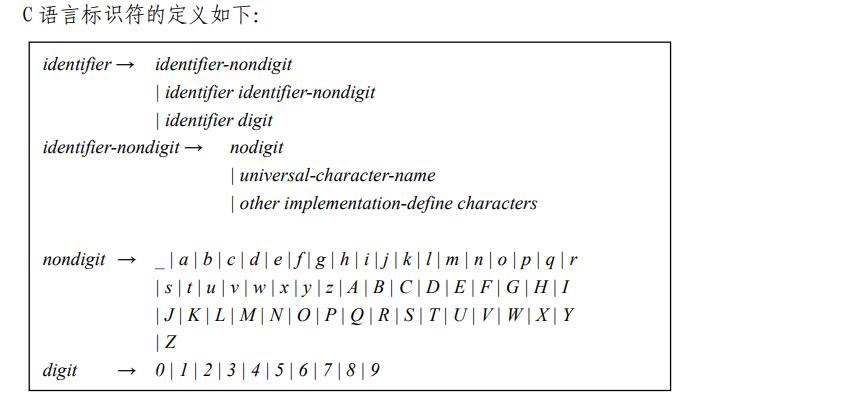 C 语言标识符的定义如下:
identifier → identifier-nondigit
| identifier identifier-nondigit
| identifier digit
identifier-nondigit → nodigit
| universal-character-name
| other implementation-define characters
nondigit → _ | a | b | c | d | e | f | g | h | i | j | k | l | m | n | o | p | q | r
| s | t | u | v | w | x | y | z | A | B | C | D | E | F | G | H | I
| J | K | L | M | N | O | P | Q | R | S | T | U | V | W | X | Y
| Z
digit → 0 | 1 | 2 | 3 | 4 | 5 | 6 | 7 | 8 | 9